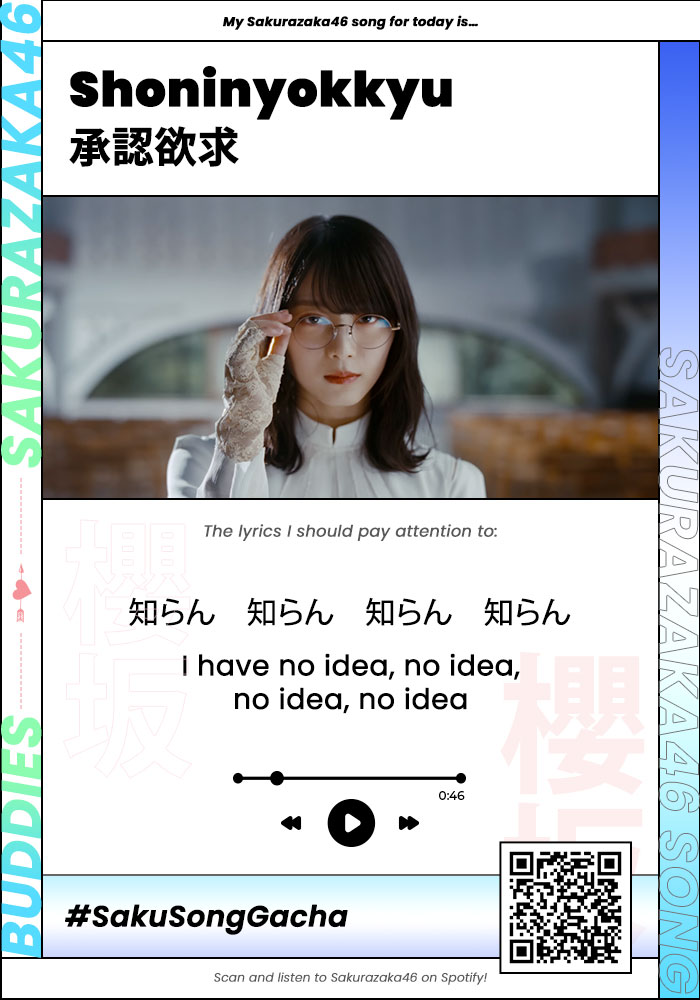 My Sakurazaka46 song for today is...
Shoninyokkyu
承認欲求
The lyrics I should pay attention to:
知らん 知らん 知らん 知らん
I have no idea, no idea,
no idea, no idea
0:46
#SakuSongGacha
Scan and listen to Sakurazaka46 on Spotify!
BUDDIES
SAKURAZAKA46
SAKURAZAKA46 SONG
櫻坂
櫻坂